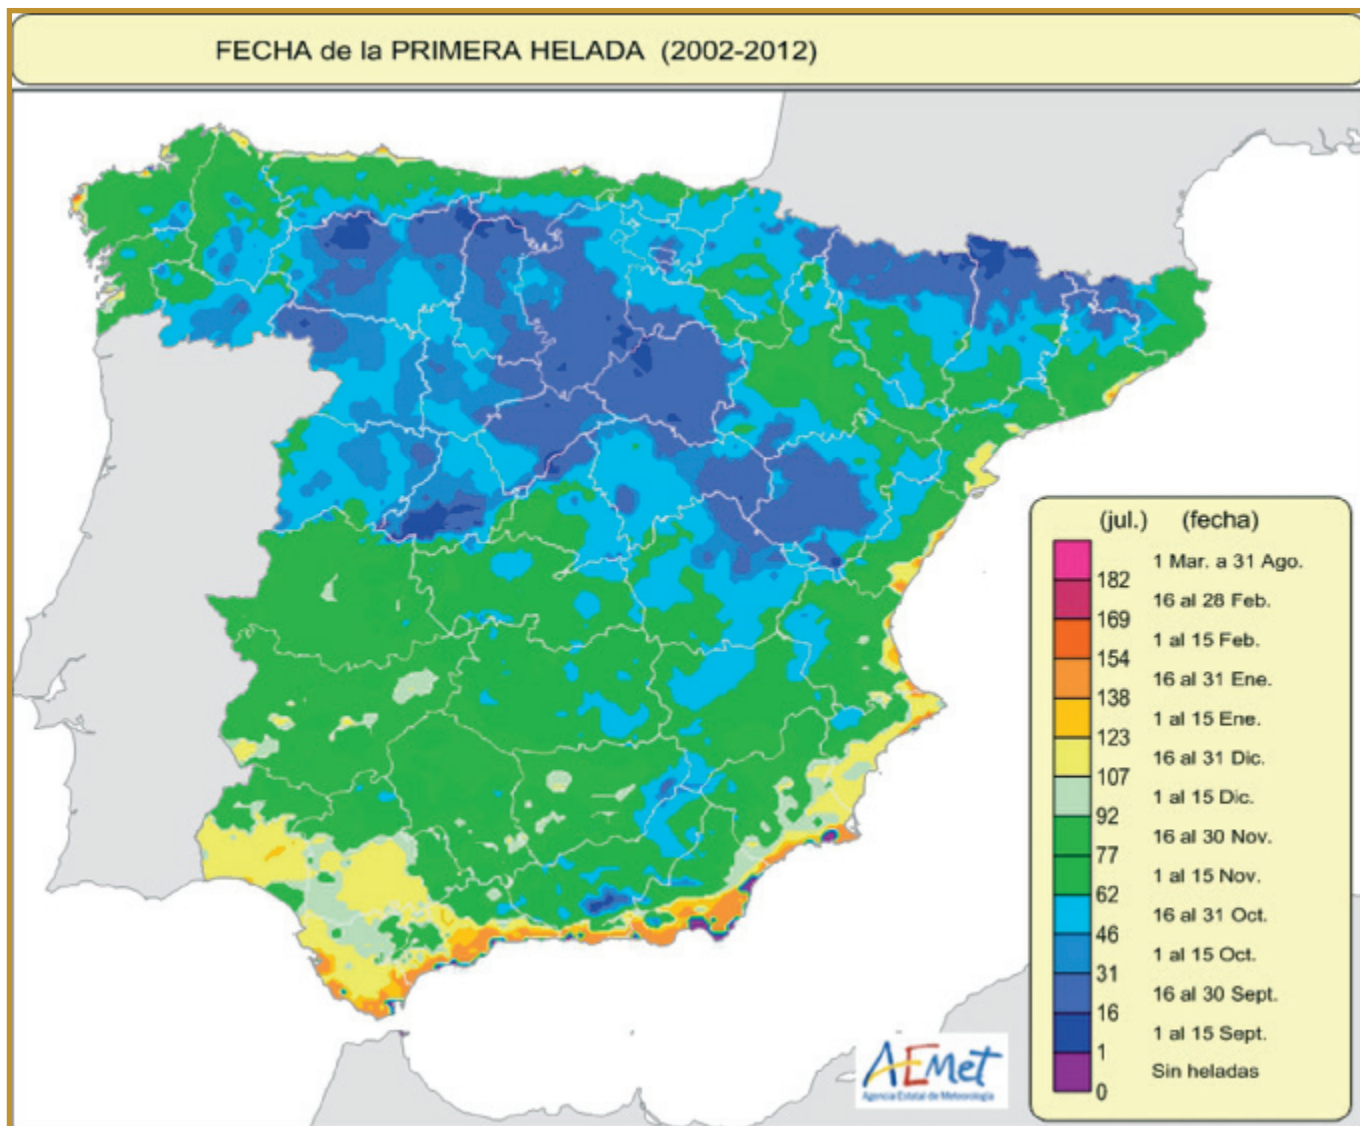 FECHA de la PRIMERA HELADA (2002-2012)
(jul.) (fecha)
1 Mar. a 31 Ago.
182
16 al 28 Feb.
169
1 al 15 Feb.
154
16 al 31 Ene.
138
1 al 15 Ene.
123
16 al 31 Dic.
107
1 al 15 Dic.
92
16 al 30 Nov.
77
1 al 15 Nov.
62
16 al 31 Oct.
46
1 al 15 Oct.
31
16 al 30 Sept.
16
1 al 15 Sept.
1
Sin heladas
0
AEMet
Agencia Estatal de Meteorología